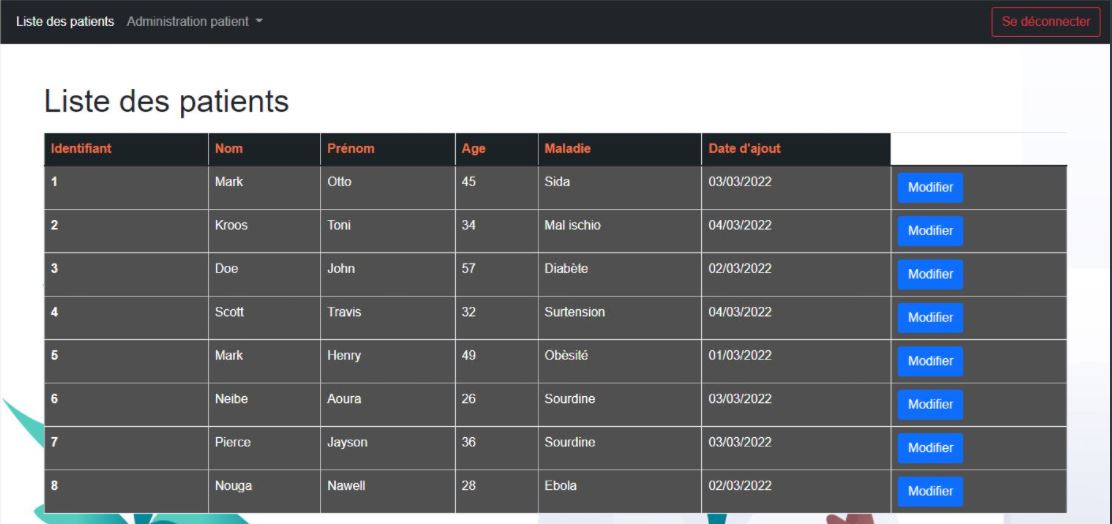 Liste des patients Administration patient Se déconnecter
Liste des patients
Identifiant Nom Prénom Age Maladie Date d'ajout
1 Mark Otto 45 Sida 03/03/2022 Modifier
2 Kroos Toni 34 Mal ischio 04/03/2022 Modifier
3 Doe John 57 Diabète 02/03/2022 Modifier
4 Scott Travis 32 Surtension 04/03/2022 Modifier
5 Mark Henry 49 Obèsité 01/03/2022 Modifier
6 Neibe Aoura 26 Sourdine 03/03/2022 Modifier
7 Pierce Jayson 36 Sourdine 03/03/2022 Modifier
8 Nouga Nawell 28 Ebola 02/03/2022 Modifier